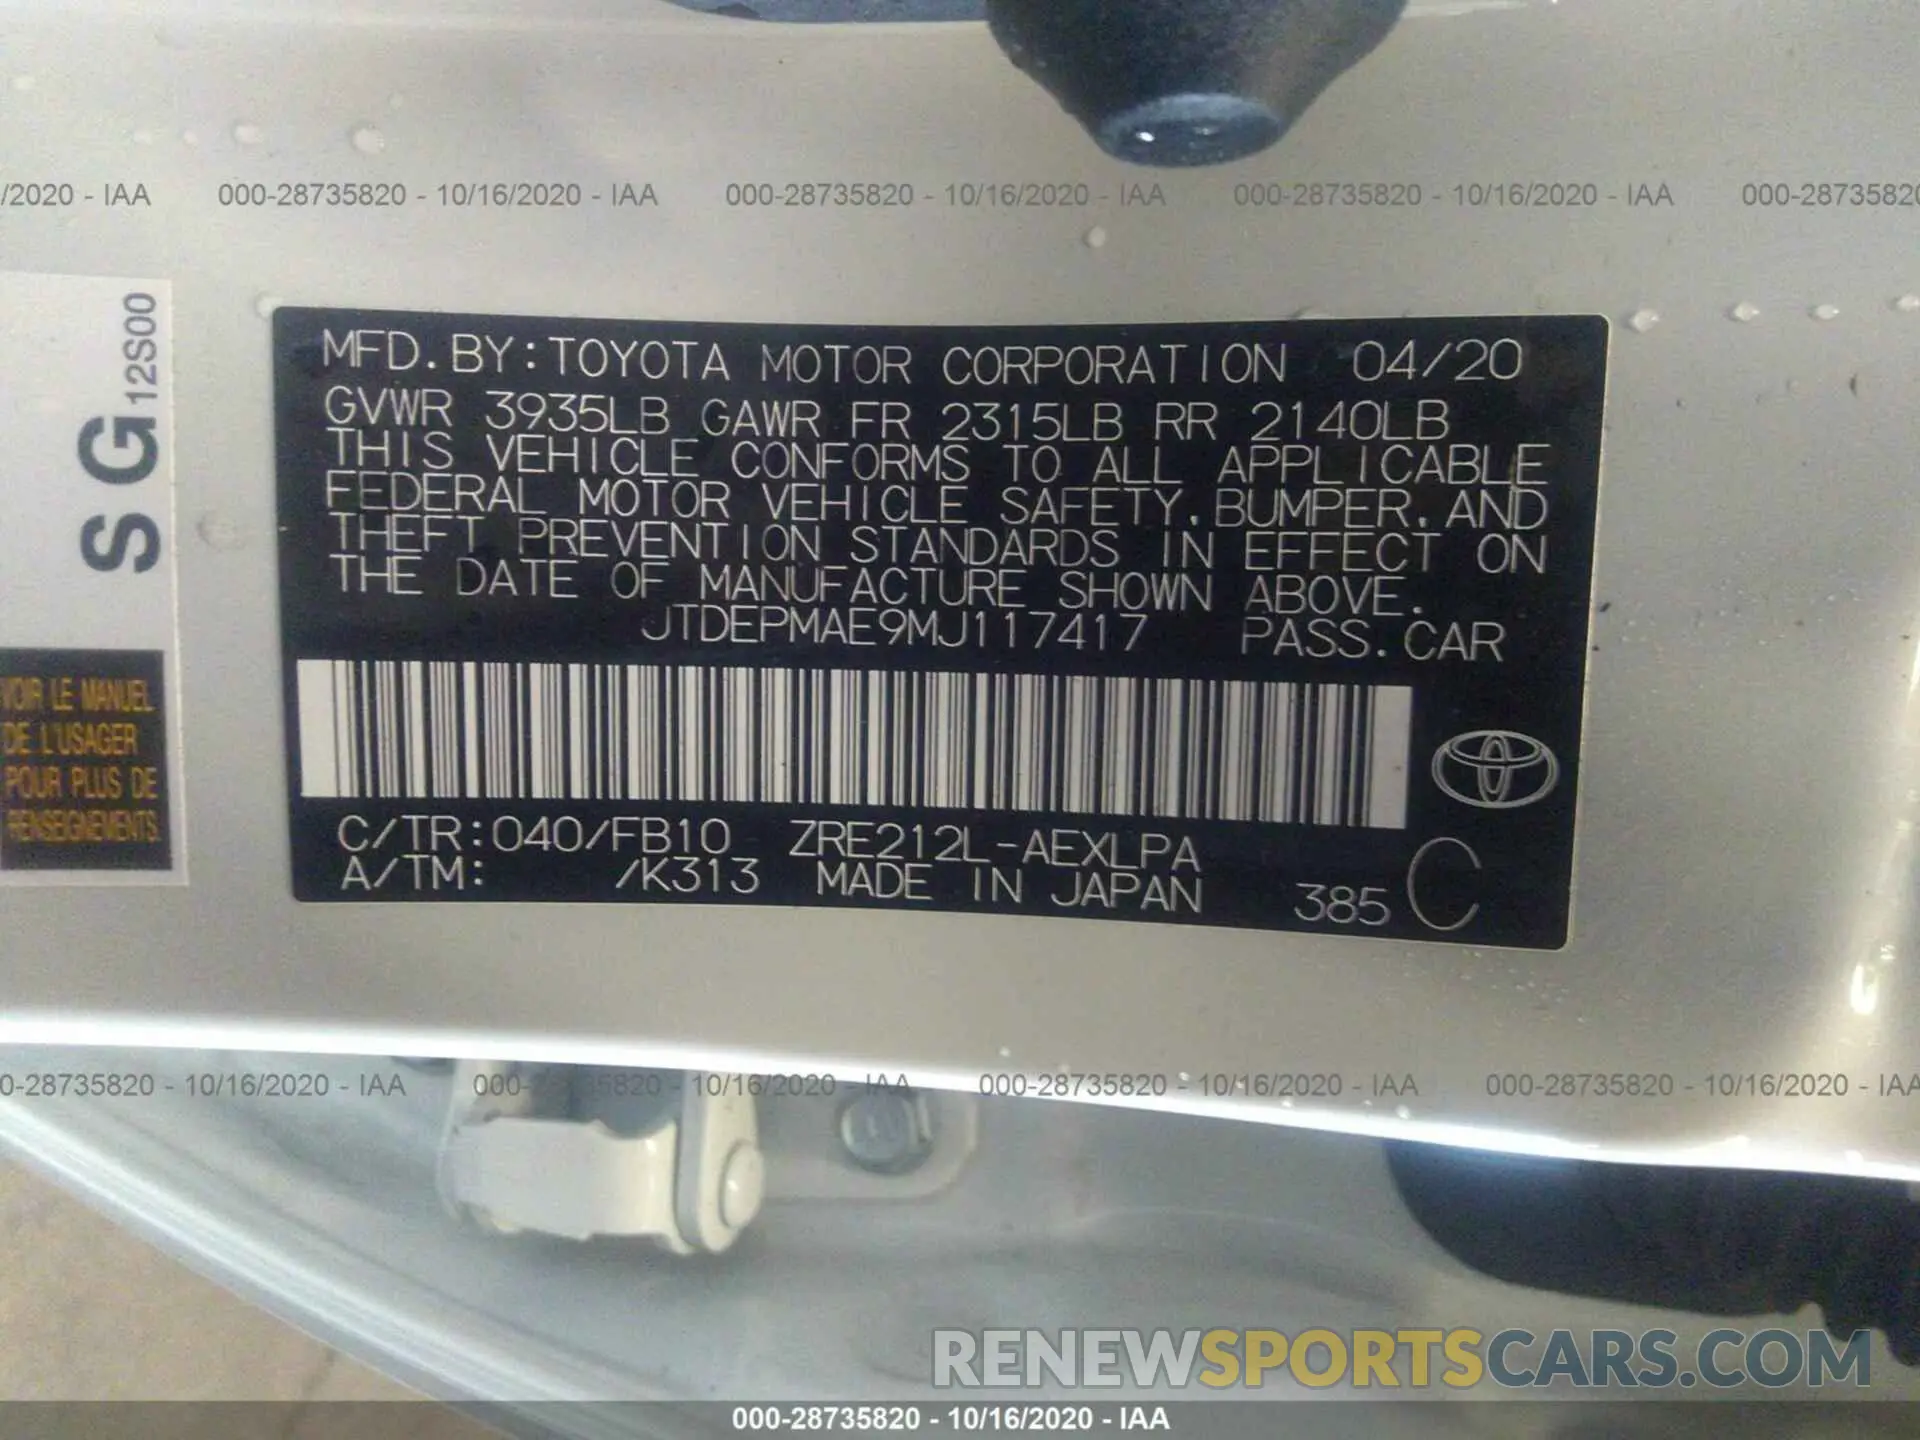 /2020 - IAA 000-28735820 - 10/16/2020 - IAA 000-28735820 - 10/16/2020 - IAA 000-28735820 - 10/16/2020 - IAA 000-2873582
S G 12S00
MFD. BY: TOYOTA MOTOR CORPORATION 04/20
GVWR 3935LB GAWR FR 2315LB RR 2140LB
THIS VEHICLE CONFORMS TO ALL APPLICABLE
FEDERAL MOTOR VEHICLE SAFETY, BUMPER, AND
THEFT PREVENTION STANDARDS IN EFFECT ON
THE DATE OF MANUFACTURE SHOWN ABOVE.
JTDEPMAE9MJ117417 PASS. CAR
VOIR LE MANUEL
DE L'USAGER
POUR PLUS DE
RENSEIGNEMENTS.
C/TR: 040/FB10 ZRE212L-AEXLPA
A/TM: /K313 MADE IN JAPAN 385 C
0-28735820 - 10/16/2020 - IAA 000-28735820 - 10/16/2020 - IAA 000-28735820 - 10/16/2020 - IAA 000-28735820 - 10/16/2020 - IAA
RENEWSPORTSCARS.COM
000-28735820 - 10/16/2020 - IAA